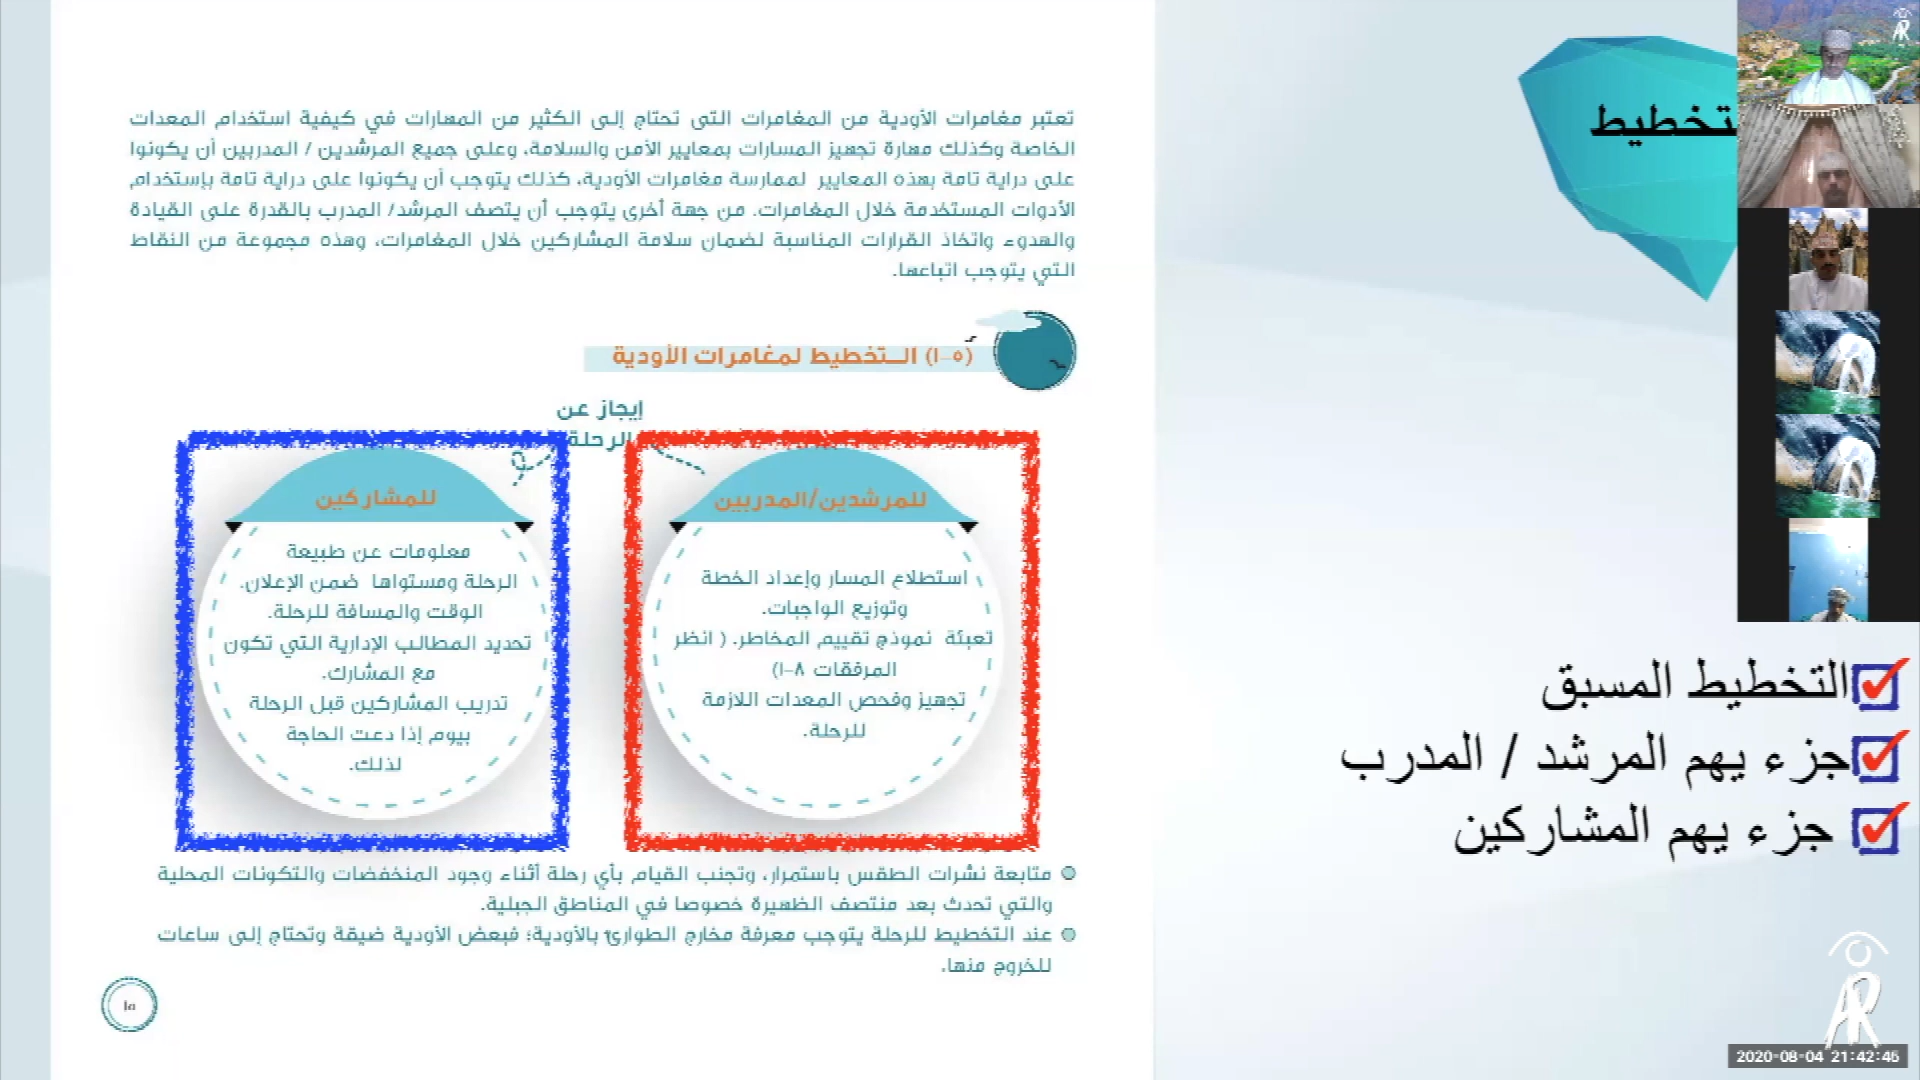 تعتبر مغامرات الأودية من المغامرات التى تحتاج إلى الكثير من المهارات في كيفية استخدام المعدات
الخاصة وكذلك مهارة تجهيز المسارات بمعايير الأمن والسلامة، وعلى جميع المرشدين / المدربين أن يكونوا
على دراية تامة بهذه المعايير لممارسة مغامرات الأودية، كذلك يتوجب أن يكونوا على دراية تامة بإستخدام
الأدوات المستخدمة خلال المغامرات. من جهة أخرى يتوجب أن يتصف المرشد/ المدرب بالقدرة على القيادة
والهدوء واتخاذ القرارات المناسبة لضمان سلامة المشاركين خلال المغامرات، وهذه مجموعة من النقاط
التي يتوجب اتباعها.
(٥-١) الـتخطيط لمغامرات الأودية
إيجاز عن
الرحلة
للمرشدين/المدربين
استطلاع المسار وإعداد الخطة
وتوزيع الواجبات.
تعبئة نموذج تقييم المخاطر. ( انظر
المرفقات ٨-١)
تجهيز وفحص المعدات اللازمة
للرحلة.
للمشاركين
معلومات عن طبيعة
الرحلة ومستواها ضمن الإعلان.
الوقت والمسافة للرحلة.
تحديد المطالب الإدارية التي تكون
مع المشارك.
تدريب المشاركين قبل الرحلة
بيوم إذا دعت الحاجة
لذلك.
متابعة نشرات الطقس باستمرار، وتجنب القيام بأي رحلة أثناء وجود المنخفضات والتكونات المحلية
والتي تحدث بعد منتصف الظهيرة خصوصا في المناطق الجبلية.
عند التخطيط للرحلة يتوجب معرفة مخارج الطوارئ بالأودية؛ فبعض الأودية ضيقة وتحتاج إلى ساعات
للخروج منها.
١٥
تخطيط
التخطيط المسبق
جزء يهم المرشد / المدرب
جزء يهم المشاركين
AR
2020-08-04 21:42:45